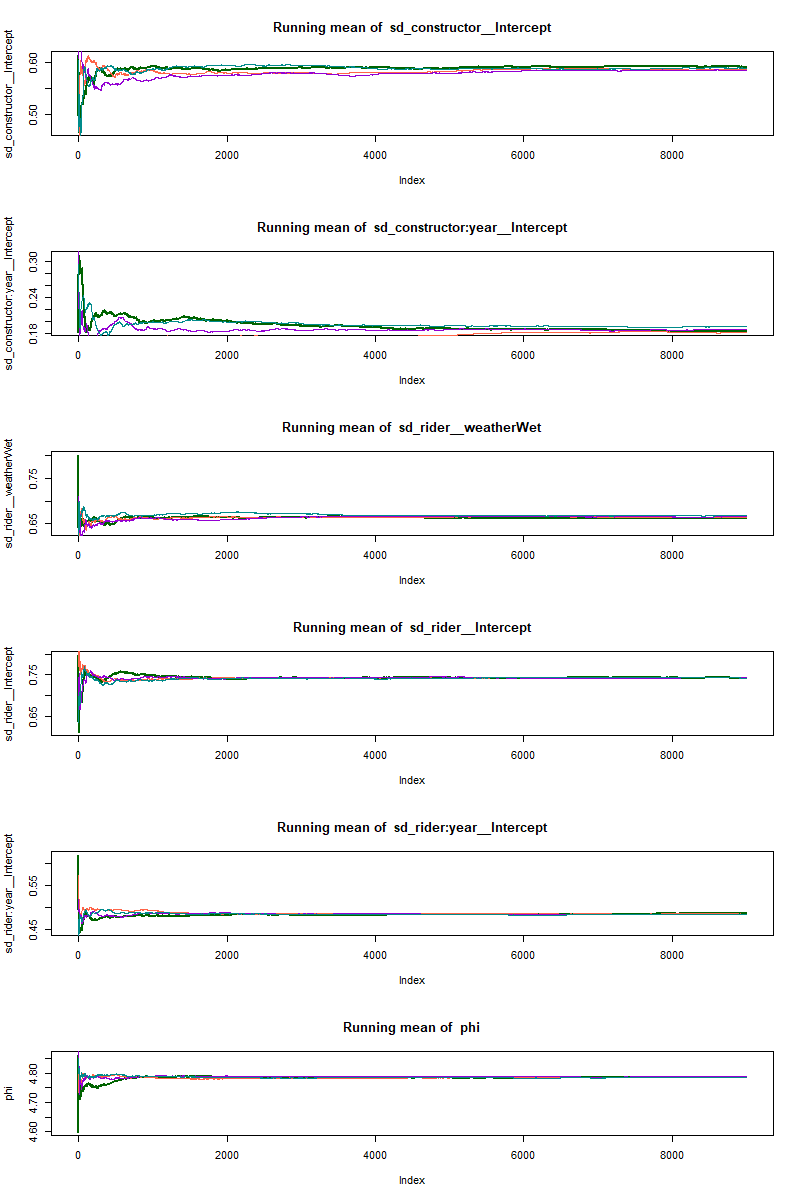 Running mean of  sd_constructor__Intercept
sd_constructor__Intercept
0.60
0.50
0 2000 4000 6000 8000
Index
Running mean of  sd_constructor:year__Intercept
sd_constructor:year__Intercept
0.30
0.24
0.18
0 2000 4000 6000 8000
Index
Running mean of  sd_rider__weatherWet
sd_rider__weatherWet
0.75
0.65
0 2000 4000 6000 8000
Index
Running mean of  sd_rider__Intercept
sd_rider__Intercept
0.75
0.65
0 2000 4000 6000 8000
Index
Running mean of  sd_rider:year__Intercept
sd_rider:year__Intercept
0.55
0.45
0 2000 4000 6000 8000
Index
Running mean of  phi
phi
4.80
4.70
4.60
0 2000 4000 6000 8000
Index